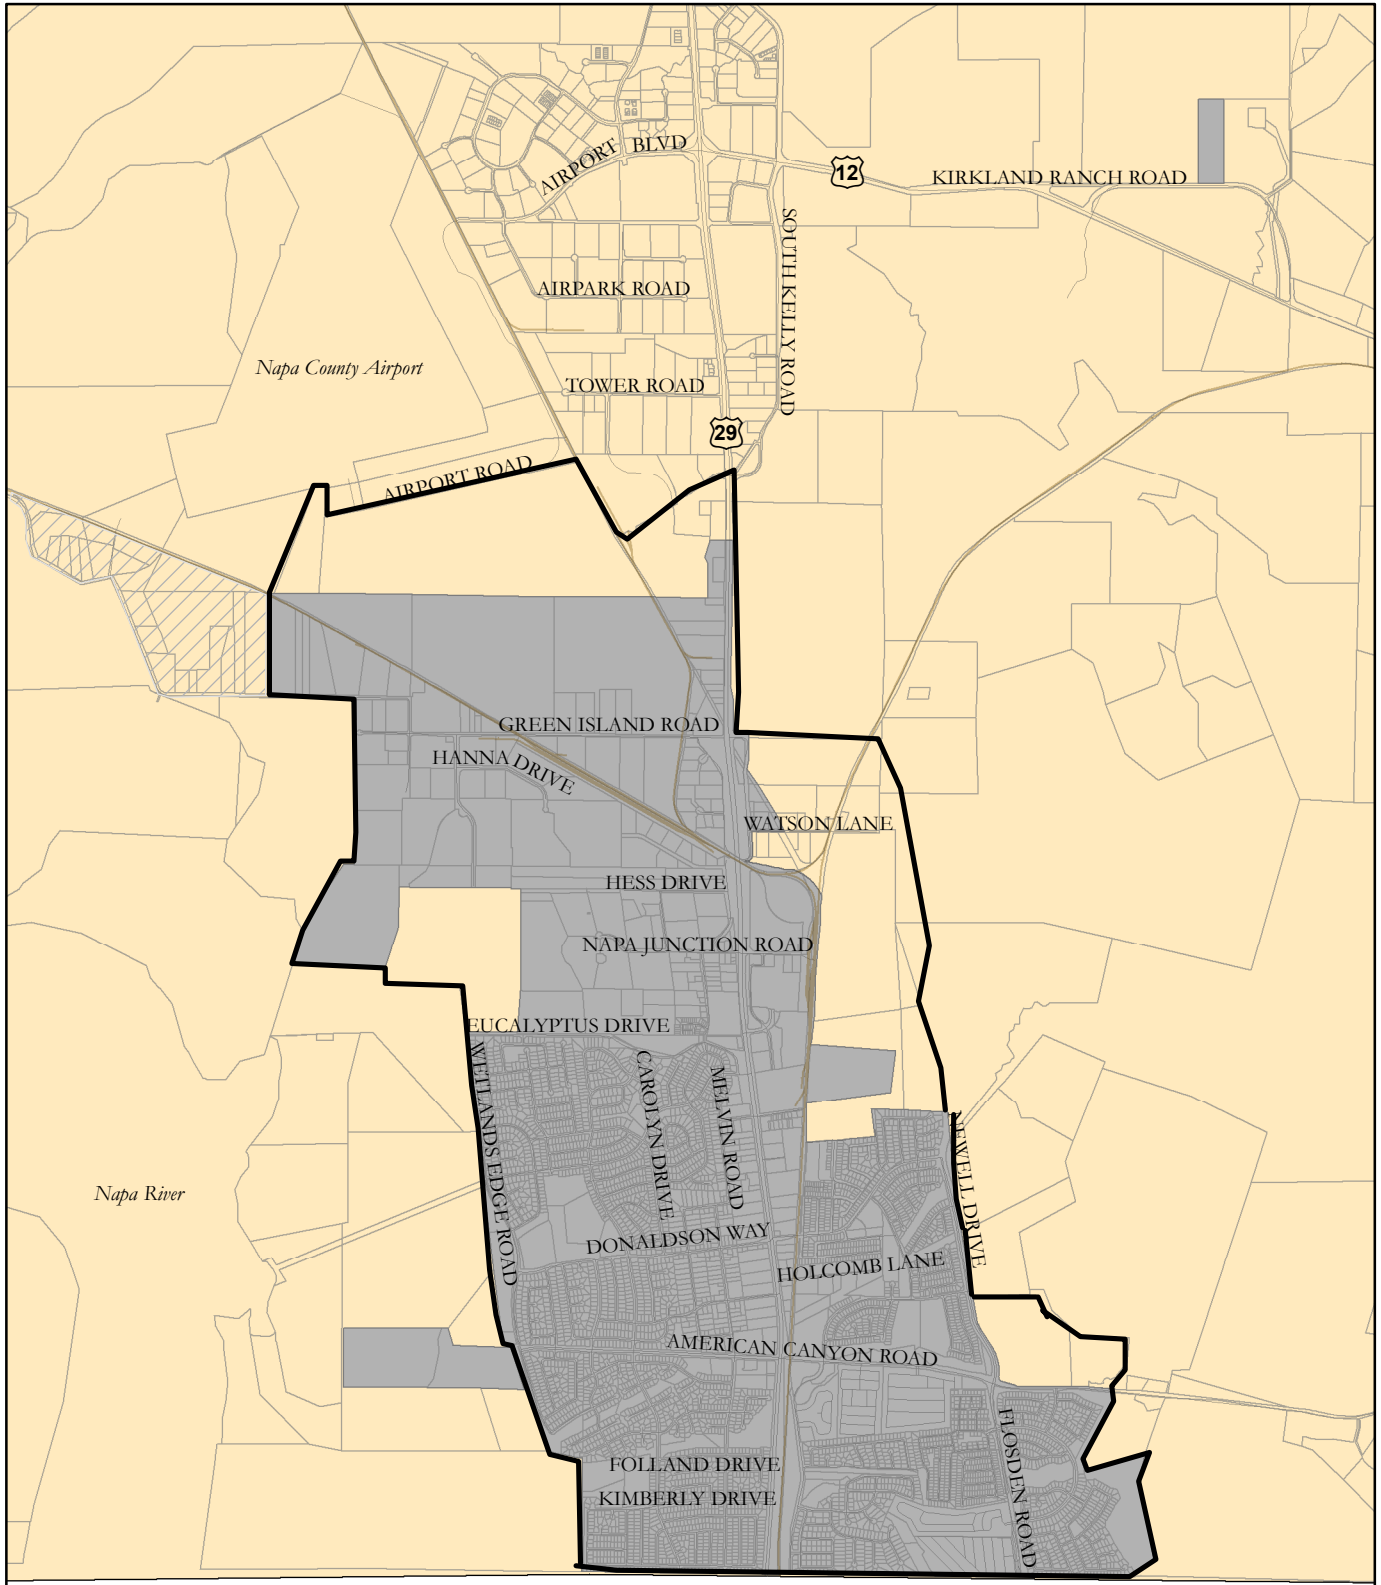 AIRPORT BLVD
12
KIRKLAND RANCH ROAD
SOUTH KELLY ROAD
AIRPARK ROAD
Napa County Airport
TOWER ROAD
29
AIRPORT ROAD
GREEN ISLAND ROAD
HANNA DRIVE
WATSON LANE
HESS DRIVE
NAPA JUNCTION ROAD
EUCALYPTUS DRIVE
WETLANDS EDGE ROAD
CAROLYN DRIVE
MELVIN ROAD
NEWELL DRIVE
Napa River
DONALDSON WAY
HOLCOMB LANE
AMERICAN CANYON ROAD
FLOSDEN ROAD
FOLLAND DRIVE
KIMBERLY DRIVE